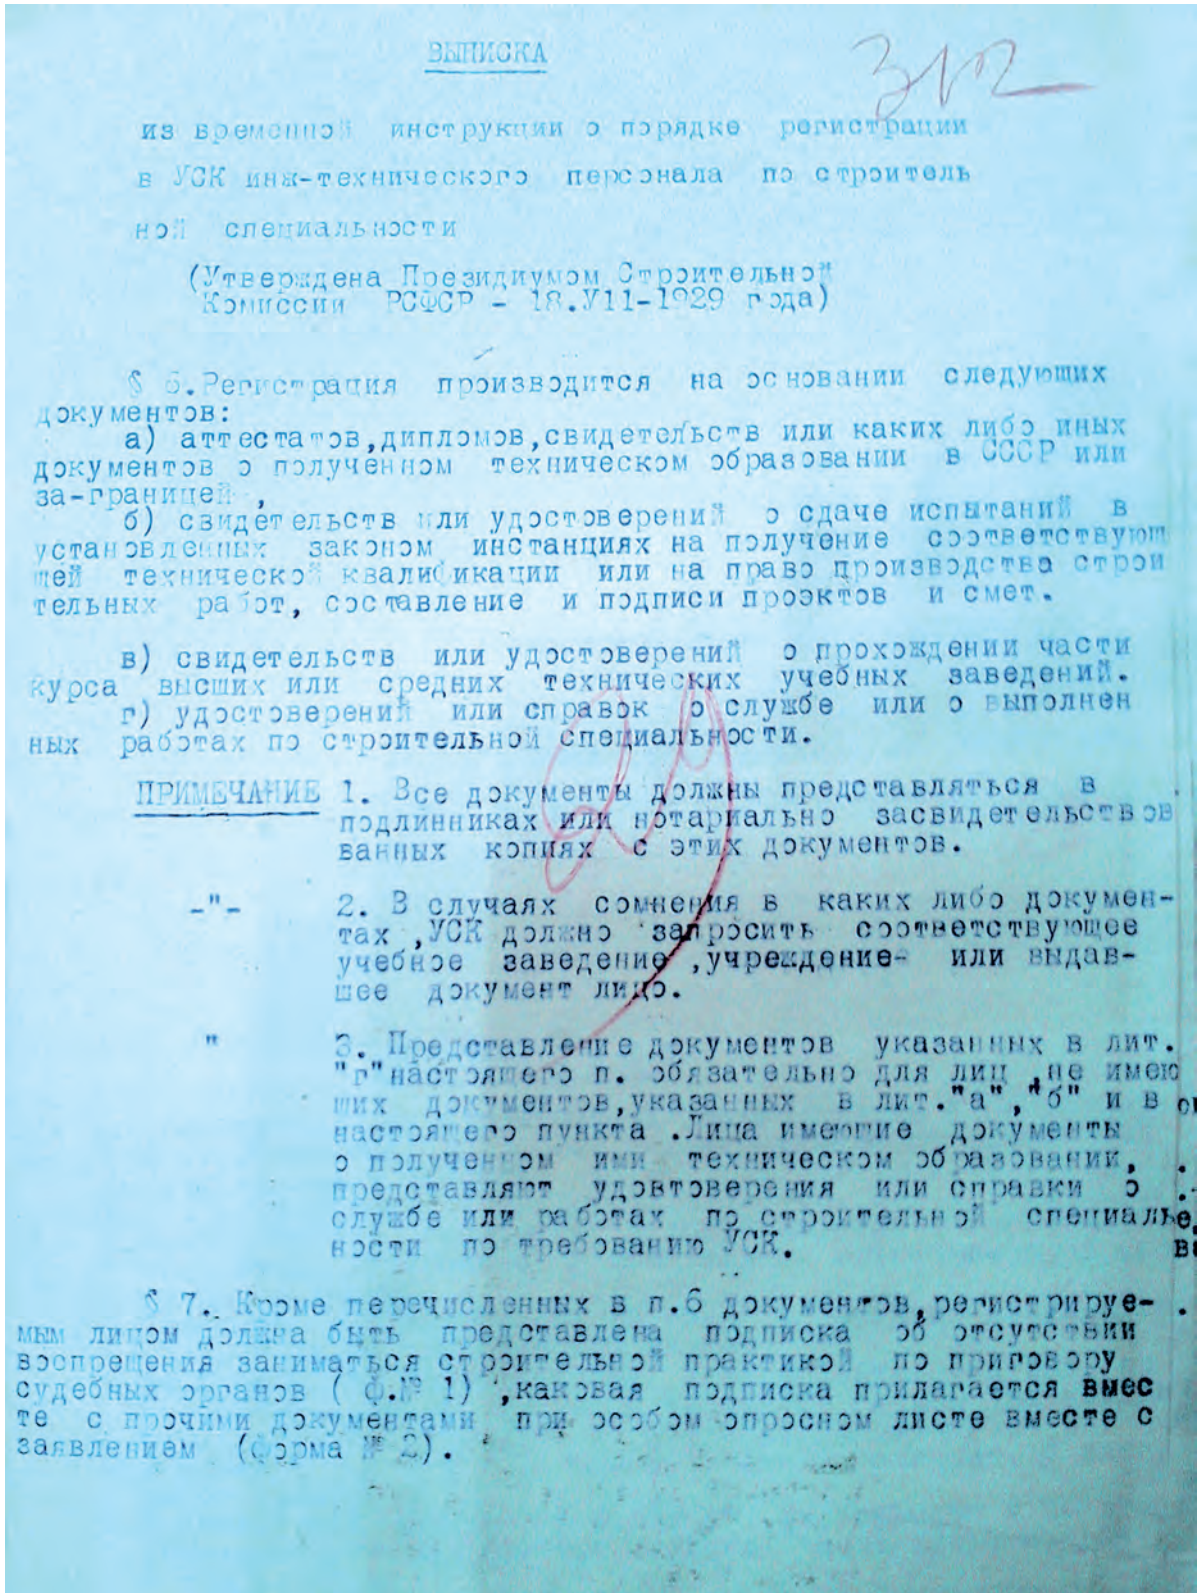 ВЫПИСКА
из временной инструкции о порядке регистрации
в УСК инж-технического персонала по строитель
ной специальности
(Утверждена Президиумом Строительной
Комиссии РСФСР - 18.У11-1929 года)
§ 6. Регистрация производится на основании следующих
документов:
а) аттестатов, дипломов, свидетельств или каких либо иных
документов о полученном техническом образовании в СССР или
за-границей ,
б) свидетельств или удостоверений о сдаче испытаний в
установленных законом инстанциях на получение соответствующ
щей технической квалификации или на право производства строи
тельных работ, составление и подписи проэктов и смет.
в) свидетельств или удостоверений о прохождении части
курса высших или средних технических учебных заведений.
г) удостоверений или справок о службе или о выполнен
ных работах по строительной специальности.
ПРИМЕЧАНИЕ 1. Все документы должны представляться в
подлинниках или нотариально засвидетельствов
ванных копиях с этих документов.
-"- 2. В случаях сомнения в каких либо докумен-
тах ,УСК должно запросить соответствующее
учебное заведение ,учреждение- или выдав-
шее документ лицо.
" 3. Представление документов указанных в лит.
"г"настоящего п. обязательно для лиц ,не имею
щих документов, указанных в лит."а","б" и в
настоящего пункта .Лица имеющие документы
о полученном ими техническом образовании,
представляют удовтоверения или справки о
службе или работах по строительной специаль
ности по требованию УСК.
§ 7. Кроме перечисленных в п.6 документов, регистрируе-
мым лицом должна быть представлена подписка об отсутствии
воспрещения заниматься строительной практикой по приговору
судебных органов ( ф.№ 1) ,каковая подписка прилагается вмес
те с прочими документами при особом опросном листе вместе с
заявлением (форма № 2).